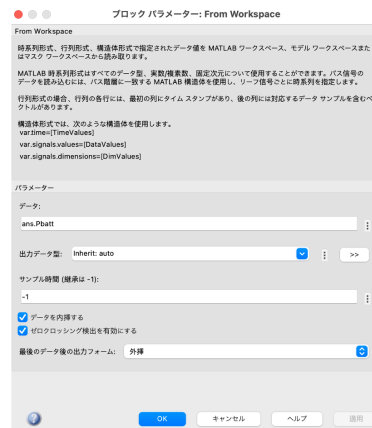 ブロック パラメーター: From Workspace
From Workspace
時系列形式、行列形式、構造体形式で指定されたデータ値を MATLAB ワークスペース、モデル ワークスペースまた
はマスク ワークスペースから読み取ります。
MATLAB 時系列形式はすべてのデータ型、実数/複素数、固定次元について使用することができます。バス信号の
データを読み込むには、バス階層に一致する MATLAB 構造体を使用し、リーフ信号ごとに時系列を指定します。
行列形式の場合、行列の各行には、最初の列にタイム スタンプがあり、後の列には対応するデータ サンプルを含むベ
クトルがあります。
構造体形式では、次のような構造体を使用します。
var.time=[TimeValues]
var.signals.values=[DataValues]
var.signals.dimensions=[DimValues]
パラメーター
データ:
ans.Pbatt
出力データ型: Inherit: auto >>
サンプル時間 (継承は -1):
-1
データを内挿する
ゼロクロッシング検出を有効にする
最後のデータ後の出力フォーム: 外挿
? OK キャンセル ヘルプ 適用